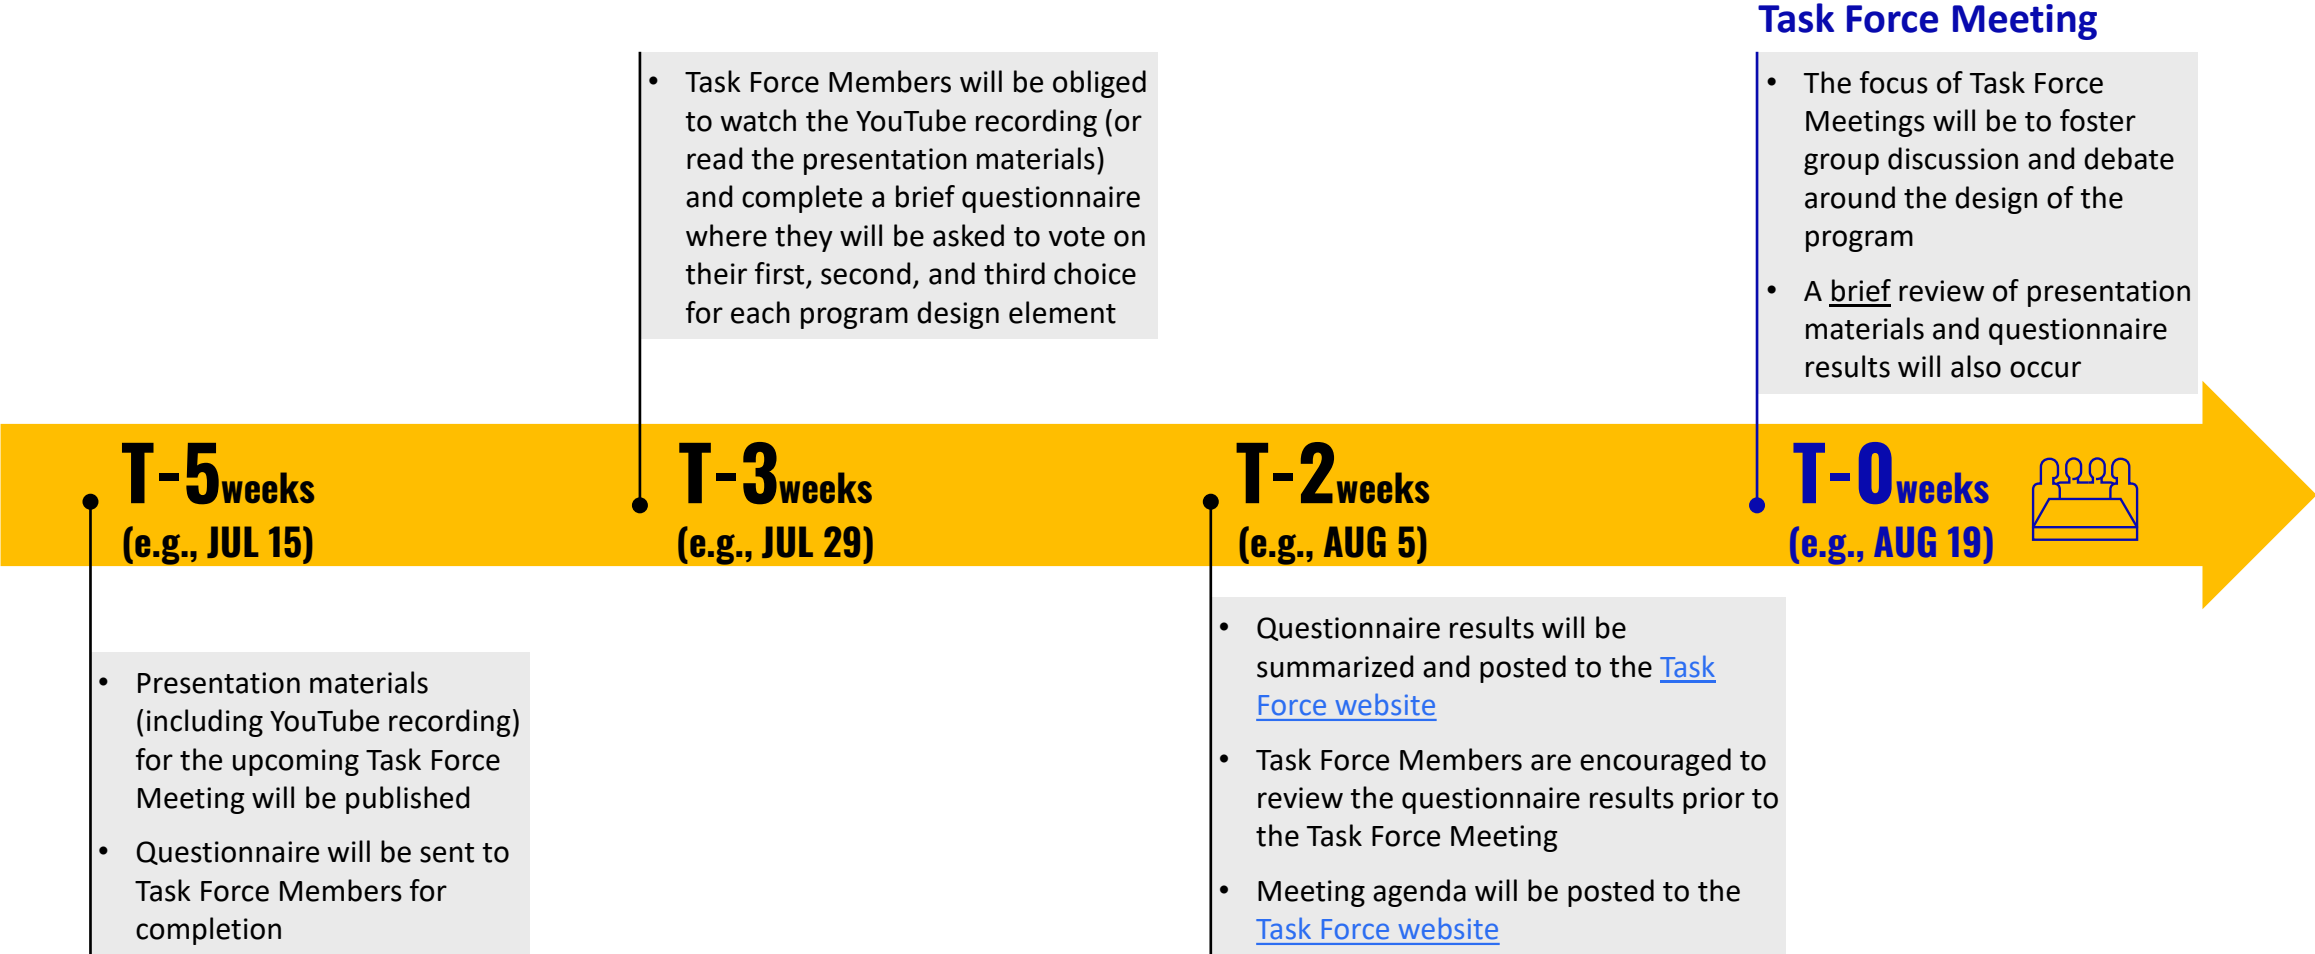 Task Force Meeting
• Task Force Members will be obliged
to watch the YouTube recording (or
read the presentation materials)
and complete a brief questionnaire
where they will be asked to vote on
their first, second, and third choice
for each program design element
• The focus of Task Force
Meetings will be to foster
group discussion and debate
around the design of the
program
• A brief review of presentation
materials and questionnaire
results will also occur
T-5weeks
(e.g., JUL 15)
T-3weeks
(e.g., JUL 29)
T-2weeks
(e.g., AUG 5)
T-0weeks
(e.g., AUG 19)
• Presentation materials
(including YouTube recording)
for the upcoming Task Force
Meeting will be published
• Questionnaire will be sent to
Task Force Members for
completion
• Questionnaire results will be
summarized and posted to the Task
Force website
• Task Force Members are encouraged to
review the questionnaire results prior to
the Task Force Meeting
• Meeting agenda will be posted to the
Task Force website